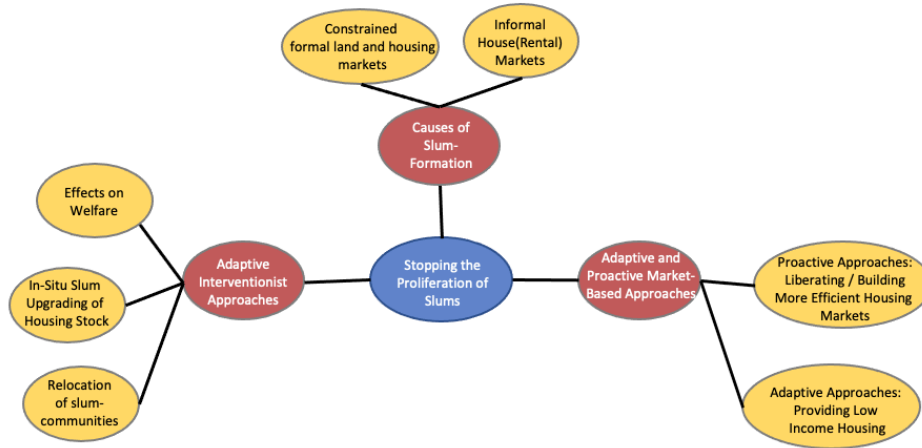 Constrained
formal land and housing
markets
Informal
House(Rental)
Markets
Causes of
Slum-
Formation
Effects on
Welfare
Adaptive
Interventionist
Approaches
Stopping the
Proliferation of
Slums
Adaptive and
Proactive Market-
Based Approaches
In-Situ Slum
Upgrading of
Housing Stock
Proactive Approaches:
Liberating / Building
More Efficient Housing
Markets
Relocation
of slum-
communities
Adaptive Approaches:
Providing Low
Income Housing